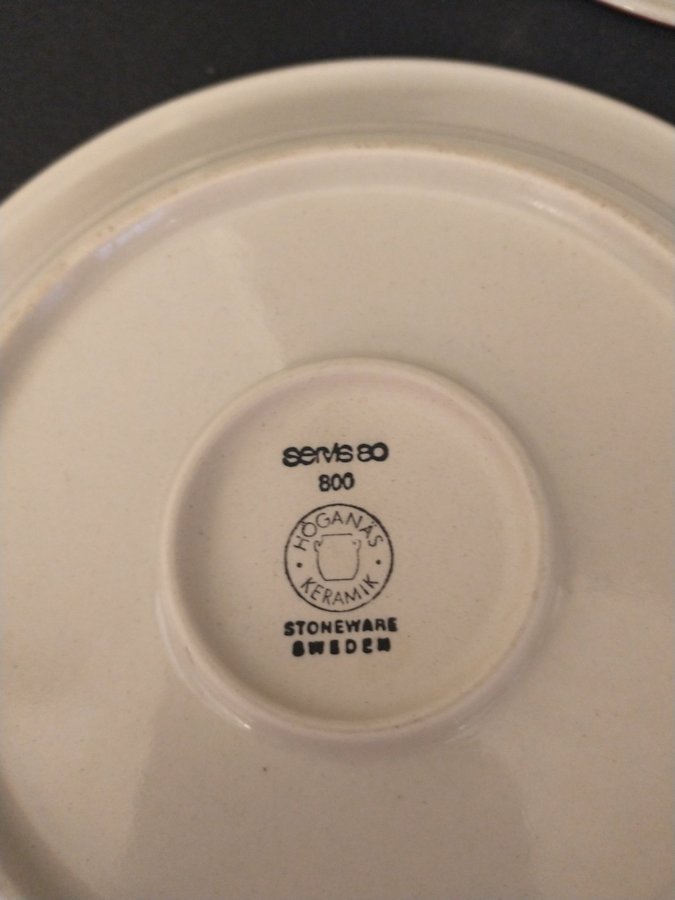 servis 80
800
HÖGANÄS
KERAMIK
STONEWARE
SWEDEN